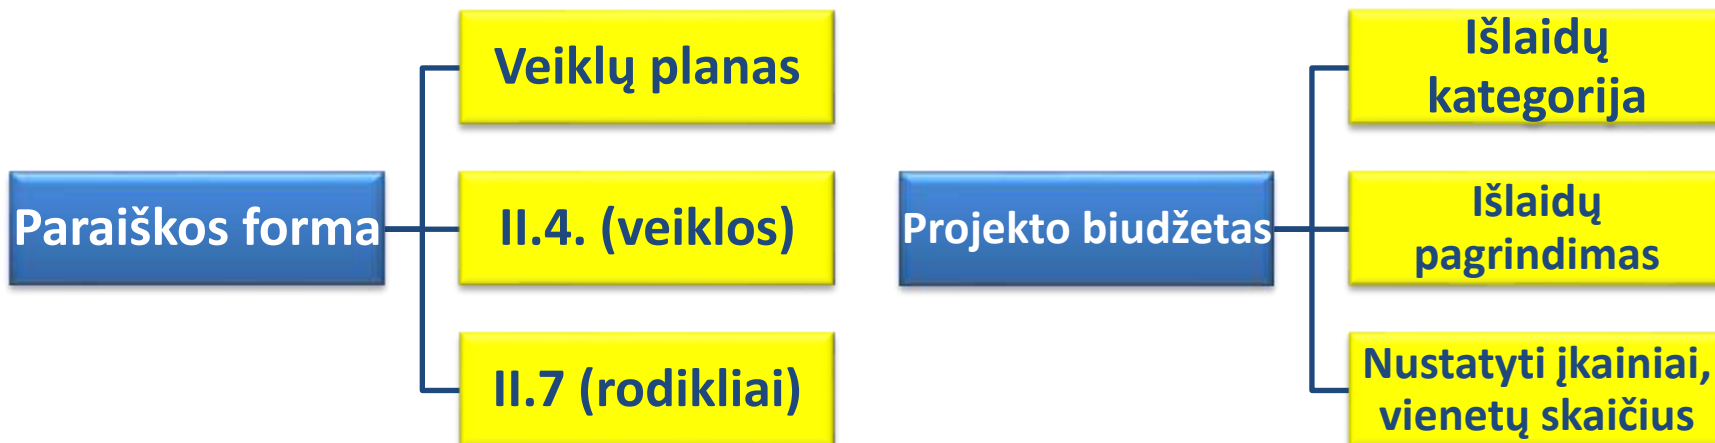 Paraiškos forma
Veiklų planas
II.4. (veiklos)
II.7 (rodikliai)
Projekto biudžetas
Išlaidų
kategorija
Išlaidų
pagrindimas
Nustatyti įkainiai,
vienetų skaičius